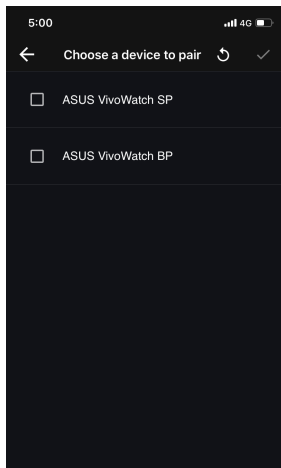 5:00 4G
Choose a device to pair
ASUS VivoWatch SP
ASUS VivoWatch BP